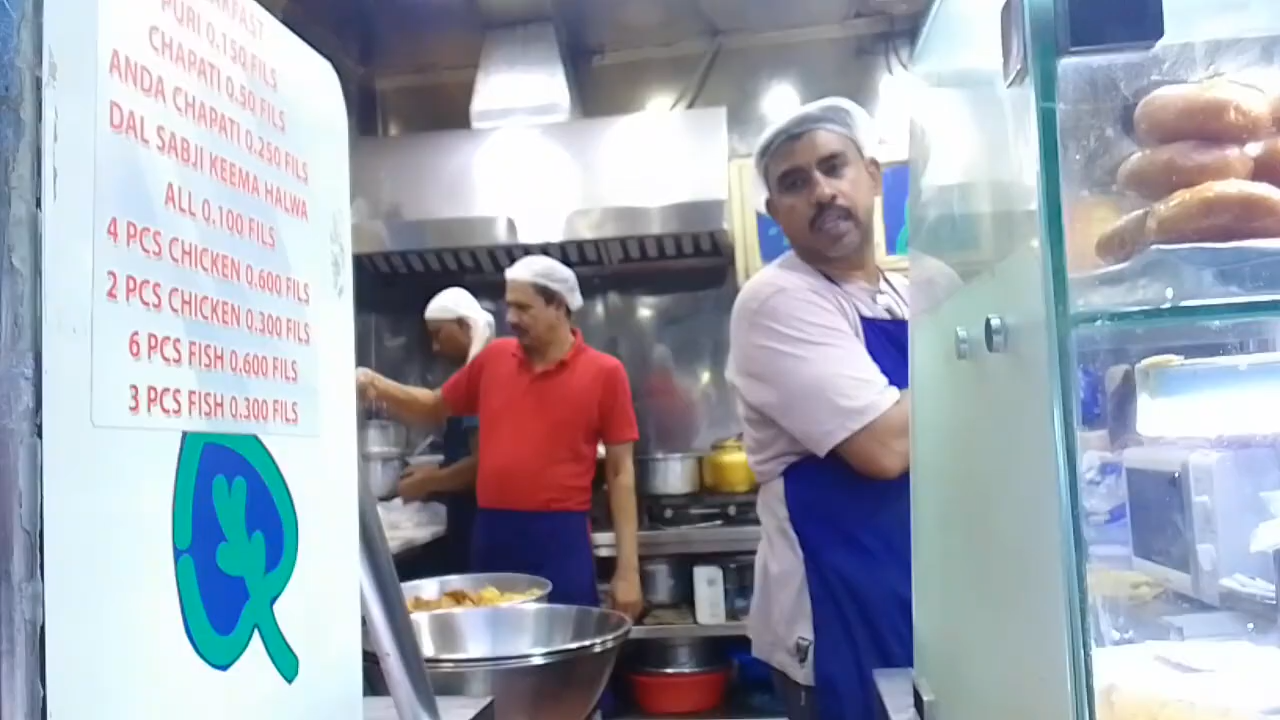 PURI 0.150 FILS
CHAPATI 0.50 FILS
ANDA CHAPATI 0.250 FILS
DAL SABJI KEEMA HALWA
ALL 0.100 FILS
4 PCS CHICKEN 0.600 FILS
2 PCS CHICKEN 0.300 FILS
6 PCS FISH 0.600 FILS
3 PCS FISH 0.300 FILS